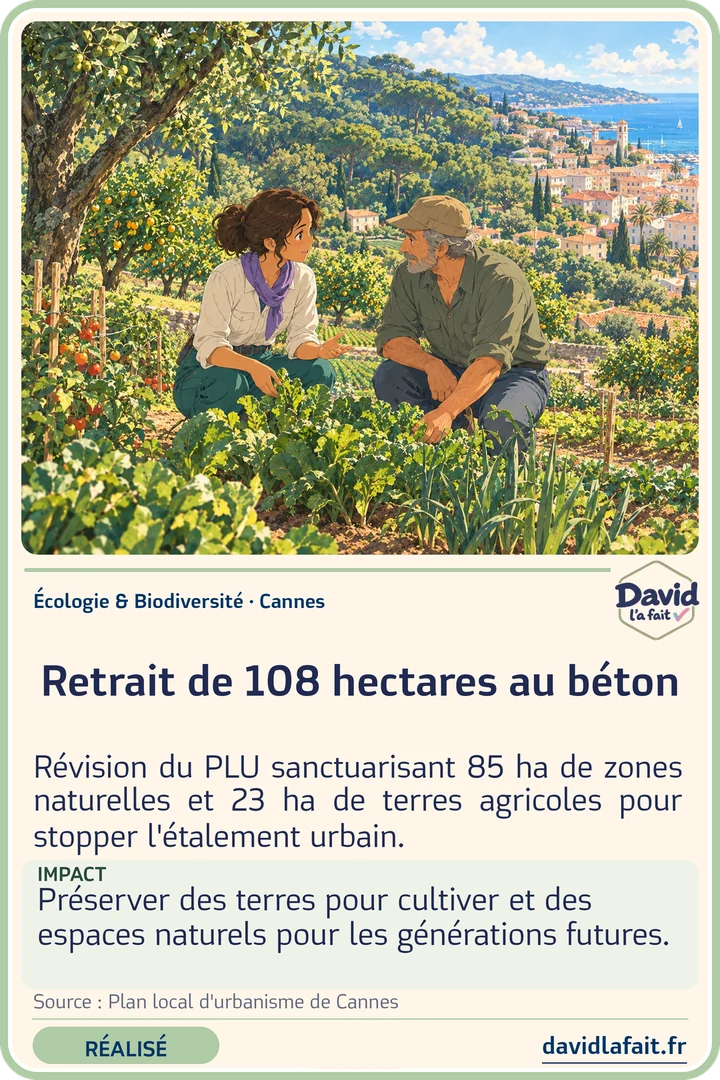 Écologie & Biodiversité · Cannes
David
l'a fait
Retrait de 108 hectares au béton
Révision du PLU sanctuarisant 85 ha de zones
naturelles et 23 ha de terres agricoles pour
stopper l'étalement urbain.
IMPACT
Préserver des terres pour cultiver et des
espaces naturels pour les générations futures.
Source : Plan local d'urbanisme de Cannes
RÉALISÉ
davidlafait.fr